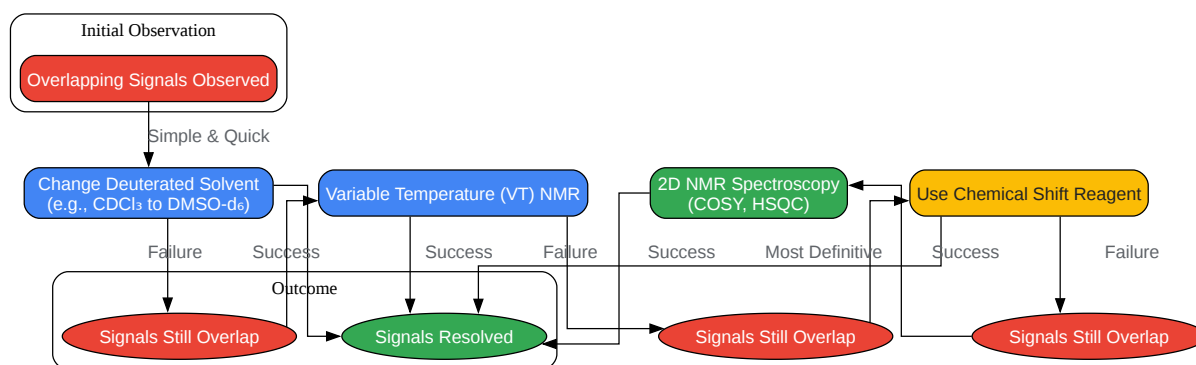 Initial Observation
Overlapping Signals Observed
Simple & Quick
Change Deuterated Solvent
(e.g., CDCl₃ to DMSO-d₆)
Variable Temperature (VT) NMR
2D NMR Spectroscopy
(COSY, HSQC)
Use Chemical Shift Reagent
Failure
Success
Success
Failure
Success
Most Definitive
Success
Failure
Outcome
Signals Still Overlap
Signals Resolved
Signals Still Overlap
Signals Still Overlap